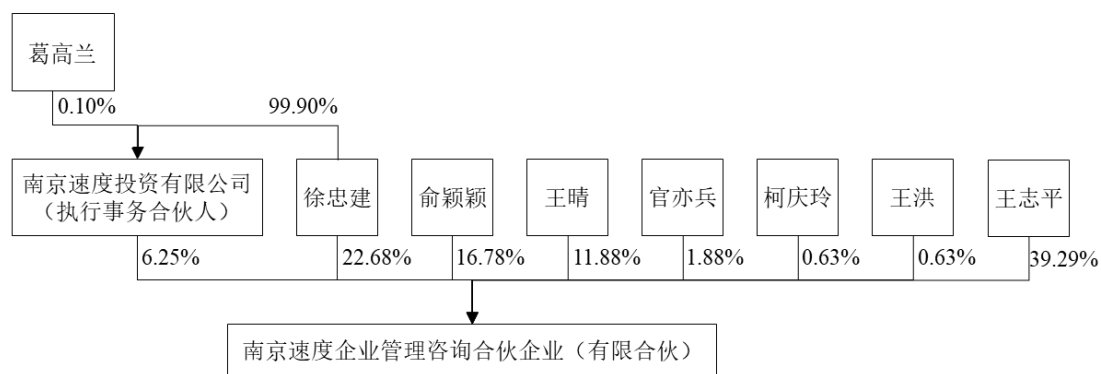 葛高兰
0.10%
99.90%
南京速度投资有限公司
（执行事务合伙人）
徐忠建
俞颖颖
王晴
官亦兵
柯庆玲
王洪
王志平
6.25%
22.68%
16.78%
11.88%
1.88%
0.63%
0.63%
39.29%
南京速度企业管理咨询合伙企业（有限合伙）